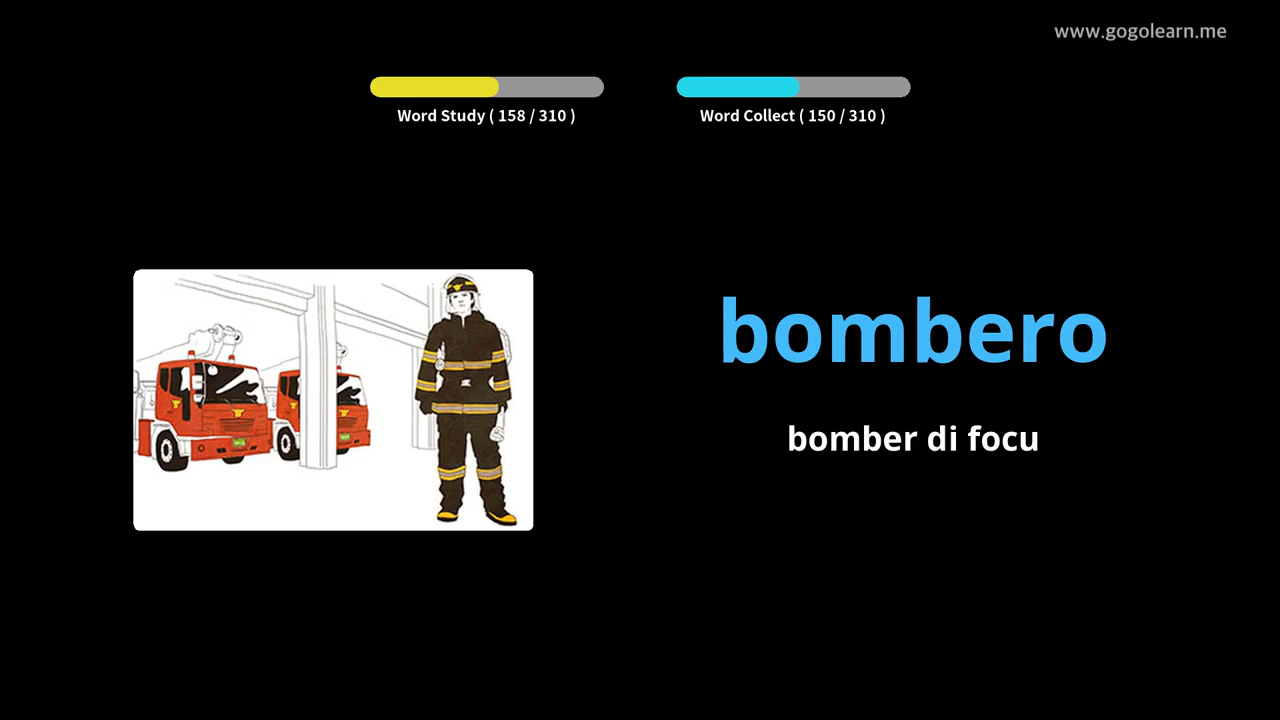 www.gogolearn.me
Word Study ( 158 / 310 )
Word Collect ( 150 / 310 )
bombero
bomber di focu